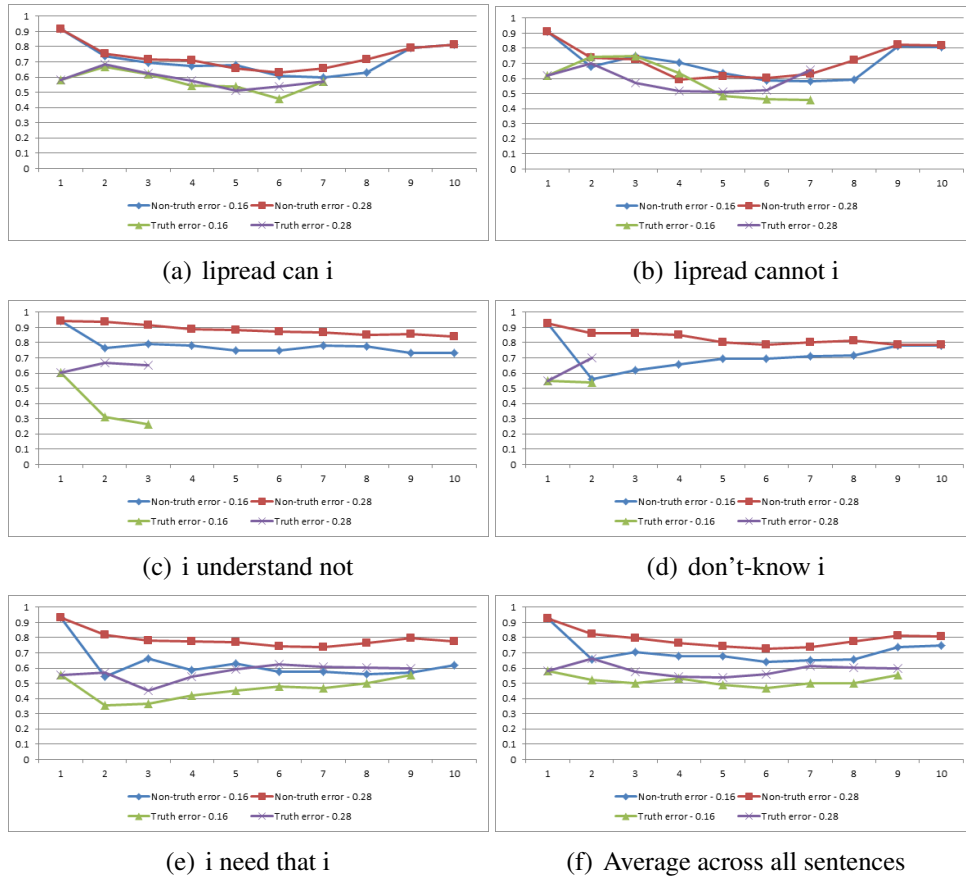 1
0.9
0.8
0.7
0.6
0.5
0.4
0.3
0.2
0.1
0
1 2 3 4 5 6 7 8 9 10
Non-truth error - 0.16 Non-truth error - 0.28
Truth error - 0.16 Truth error - 0.28
(a) lipread can i
1
0.9
0.8
0.7
0.6
0.5
0.4
0.3
0.2
0.1
0
1 2 3 4 5 6 7 8 9 10
Non-truth error - 0.16 Non-truth error - 0.28
Truth error - 0.16 Truth error - 0.28
(b) lipread cannot i
1
0.9
0.8
0.7
0.6
0.5
0.4
0.3
0.2
0.1
0
1 2 3 4 5 6 7 8 9 10
Non-truth error - 0.16 Non-truth error - 0.28
Truth error - 0.16 Truth error - 0.28
(c) i understand not
1
0.9
0.8
0.7
0.6
0.5
0.4
0.3
0.2
0.1
0
1 2 3 4 5 6 7 8 9 10
Non-truth error - 0.16 Non-truth error - 0.28
Truth error - 0.16 Truth error - 0.28
(d) don't-know i
1
0.9
0.8
0.7
0.6
0.5
0.4
0.3
0.2
0.1
0
1 2 3 4 5 6 7 8 9 10
Non-truth error - 0.16 Non-truth error - 0.28
Truth error - 0.16 Truth error - 0.28
(e) i need that i
1
0.9
0.8
0.7
0.6
0.5
0.4
0.3
0.2
0.1
0
1 2 3 4 5 6 7 8 9 10
Non-truth error - 0.16 Non-truth error - 0.28
Truth error - 0.16 Truth error - 0.28
(f) Average across all sentences